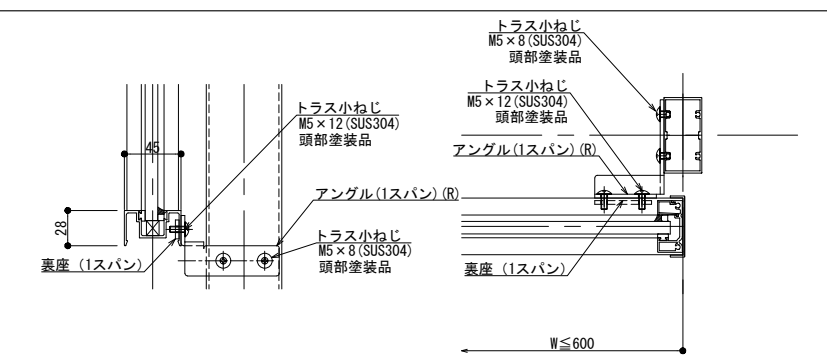 45
28
トラス小ねじ
M5×12(SUS304)
頭部塗装品
アングル(1スパン)(R)
トラス小ねじ
M5×8(SUS304)
頭部塗装品
裏座 (1スパン)
トラス小ねじ
M5×8(SUS304)
頭部塗装品
トラス小ねじ
M5×12(SUS304)
頭部塗装品
アングル(1スパン)(R)
裏座 (1スパン)
W≦600